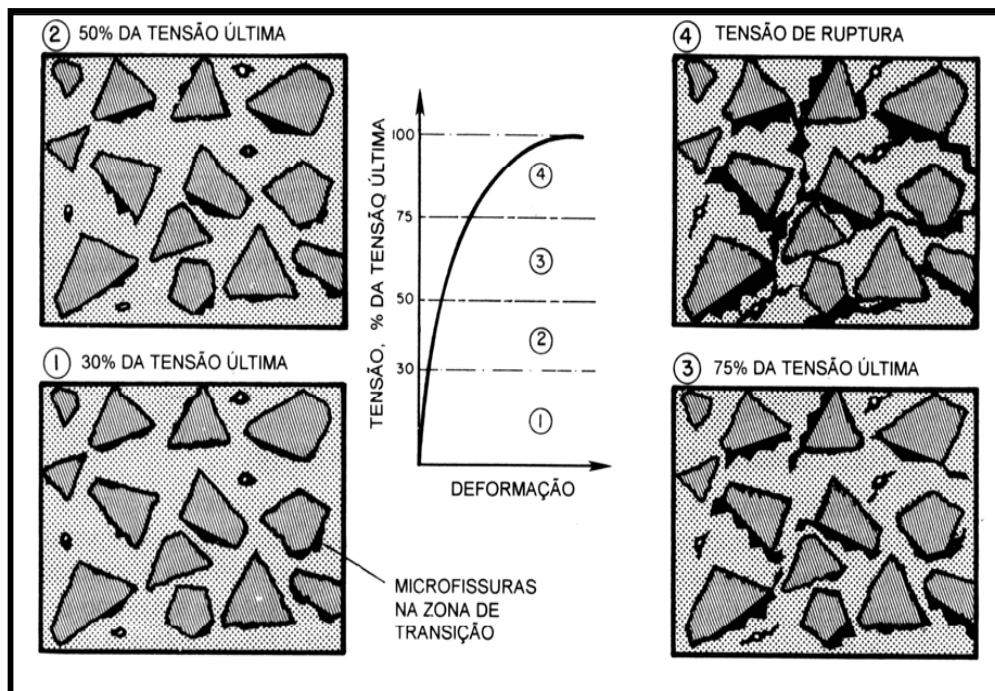 ② 50% DA TENSÃO ÚLTIMA
④ TENSÃO DE RUPTURA
TENSÃO, % DA TENSÃO ÚLTIMA
100
75
50
30
④
③
②
①
DEFORMAÇÃO
① 30% DA TENSÃO ÚLTIMA
③ 75% DA TENSÃO ÚLTIMA
MICROFISSURAS
NA ZONA DE
TRANSIÇÃO